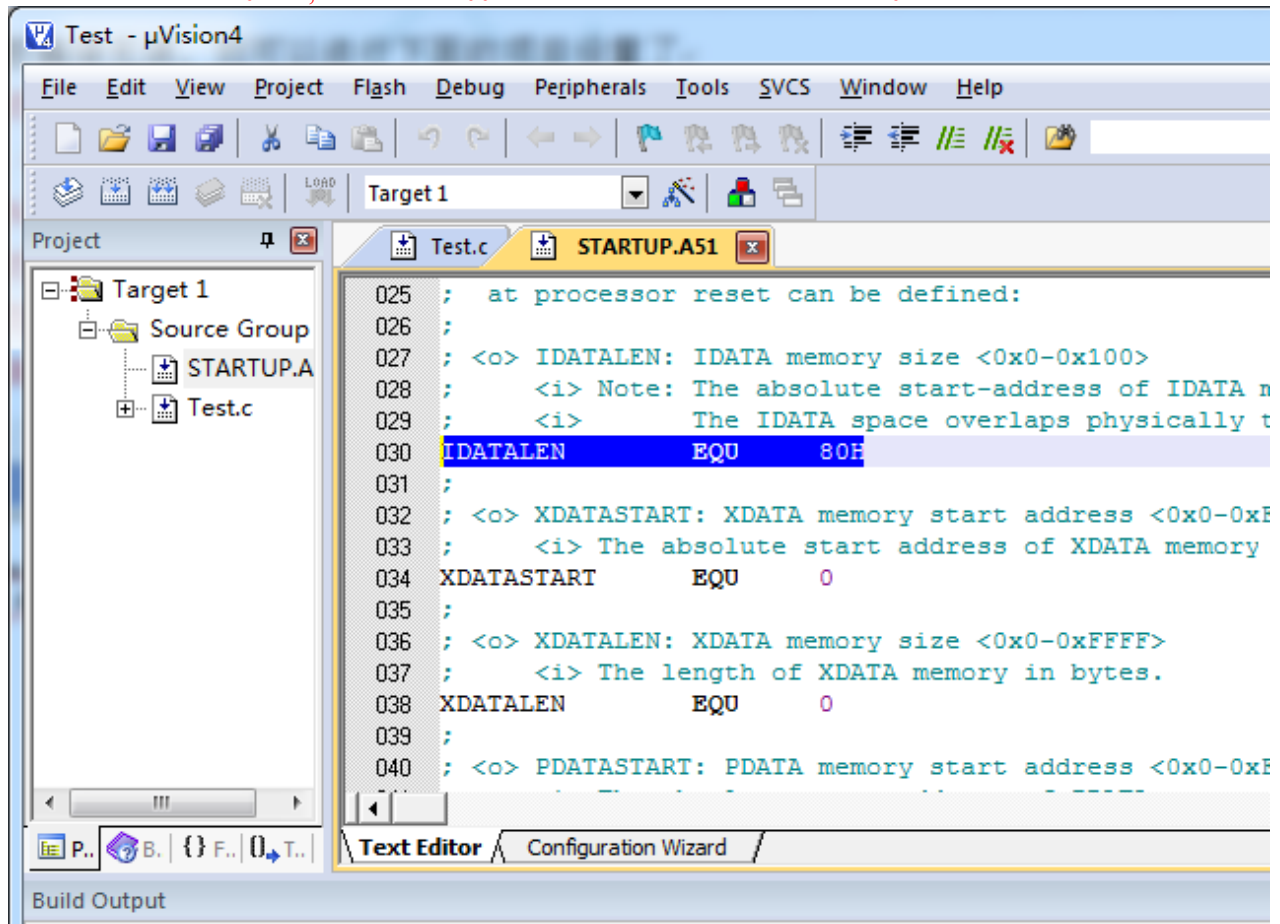 Test - µVision4
File Edit View Project Flash Debug Peripherals Tools SVCS Window Help
LOAD
Target 1
Project
Test.c STARTUP.A51
Target 1
Source Group
STARTUP.A
Test.c
025 ; at processor reset can be defined:
026 ;
027 ; <o> IDATALEN: IDATA memory size <0x0-0x100>
028 ; <i> Note: The absolute start-address of IDATA m
029 ; <i> The IDATA space overlaps physically t
030 IDATALEN EQU 80H
031 ;
032 ; <o> XDATASTART: XDATA memory start address <0x0-0xF
033 ; <i> The absolute start address of XDATA memory
034 XDATASTART EQU 0
035 ;
036 ; <o> XDATALEN: XDATA memory size <0x0-0xFFFF>
037 ; <i> The length of XDATA memory in bytes.
038 XDATALEN EQU 0
039 ;
040 ; <o> PDATASTART: PDATA memory start address <0x0-0xF
P.. B. {} F.. 0 T..
Text Editor Configuration Wizard
Build Output